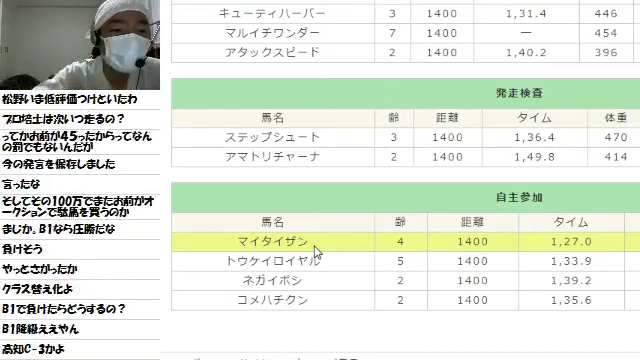 キューティハーバー 3 1400 1,31.4 446
マルイチワンダー 7 1400 ー 454
アタックスピード 2 1400 1,40.2 396
発走検査
馬名 齢 距離 タイム 体重
ステップシュート 3 1400 1,36.4 470
アマトリチャーナ 2 1400 1,49.8 414
自主参加
馬名 齢 距離 タイム
マイタイザン 4 1400 1,27.0
トウケイロイヤル 5 1400 1,33.9
ネガイボシ 2 1400 1,39.2
コメハチクン 2 1400 1,35.6
松野いま低評価つけといたわ
プロ培土は次いつ走るの?
ってかお前が45ったからってなん
の罰でもないんだが
今の発言を保存しました
言ったな
そしてその100万でまたお前がオ
ークションで駄馬を買うのか
まじか。B1なら圧勝だな
負けそう
やっとさがったか
クラス替え化よ
B1で負けたらどうするの?
B1降級ええやん
高知C-3かよ